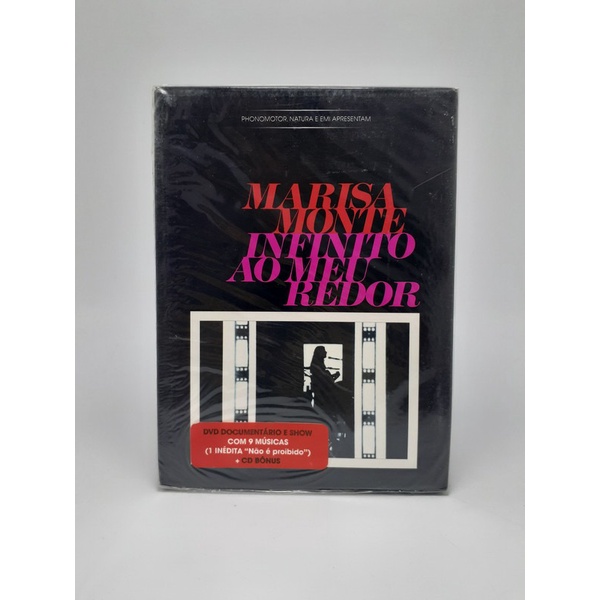 PHONOMOTOR, NATURA E EMI APRESENTAM
MARISA
MONTE
INFINITO
AO MEU
REDOR
DVD DOCUMENTÁRIO E SHOW
COM 9 MÚSICAS
(1 INÉDITA "Não é proibido")
+ CD BÔNUS